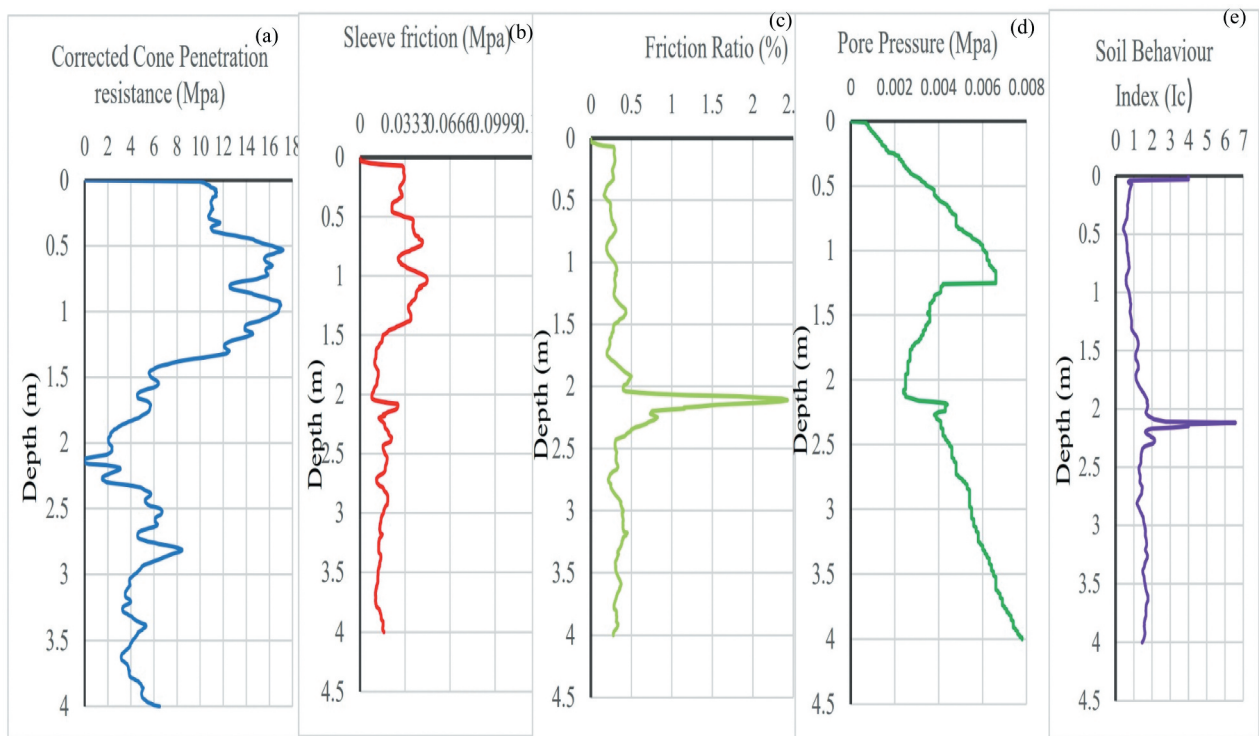 (a)
Corrected Cone Penetration
resistance (Mpa)
0 2 4 6 8 10 12 14 16 18
0
0.5
1
1.5
2
2.5
3
3.5
4
Depth (m)
Sleeve friction (Mpa)
(b)
0 0.0333 0.0666 0.0999
0
0.5
1
1.5
2
2.5
3
3.5
4
4.5
Depth (m)
(c)
Friction Ratio (%)
0 0.5 1 1.5 2 2.
0
0.5
1
1.5
2
2.5
3
3.5
4
4.5
Depth (m)
(d)
Pore Pressure (Mpa)
0 0.002 0.004 0.006 0.008
0
0.5
1
1.5
2
2.5
3
3.5
4
4.5
Depth (m)
(e)
Soil Behaviour
Index (Ic)
0 1 2 3 4 5 6 7
0
0.5
1
1.5
2
2.5
3
3.5
4
4.5
Depth (m)